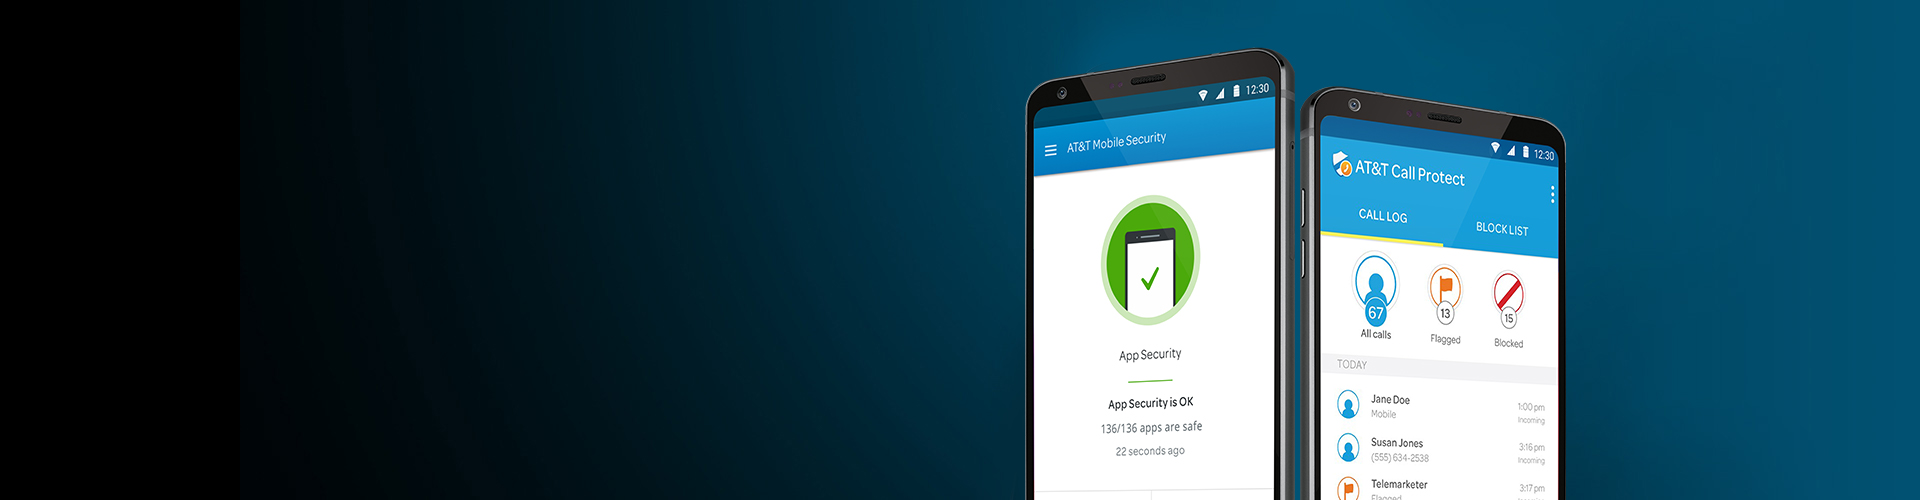 12:30
AT&T Mobile Security
App Security
App Security is OK
136/136 apps are safe
22 seconds ago
12:30
AT&T Call Protect
CALL LOG
BLOCK LIST
67
13
15
All calls
Flagged
Blocked
TODAY
Jane Doe
1:00 pm
Mobile
Incoming
Susan Jones
3:16 pm
(555) 634-2538
Incoming
Telemarketer
3:17 pm
Flagged
Incoming